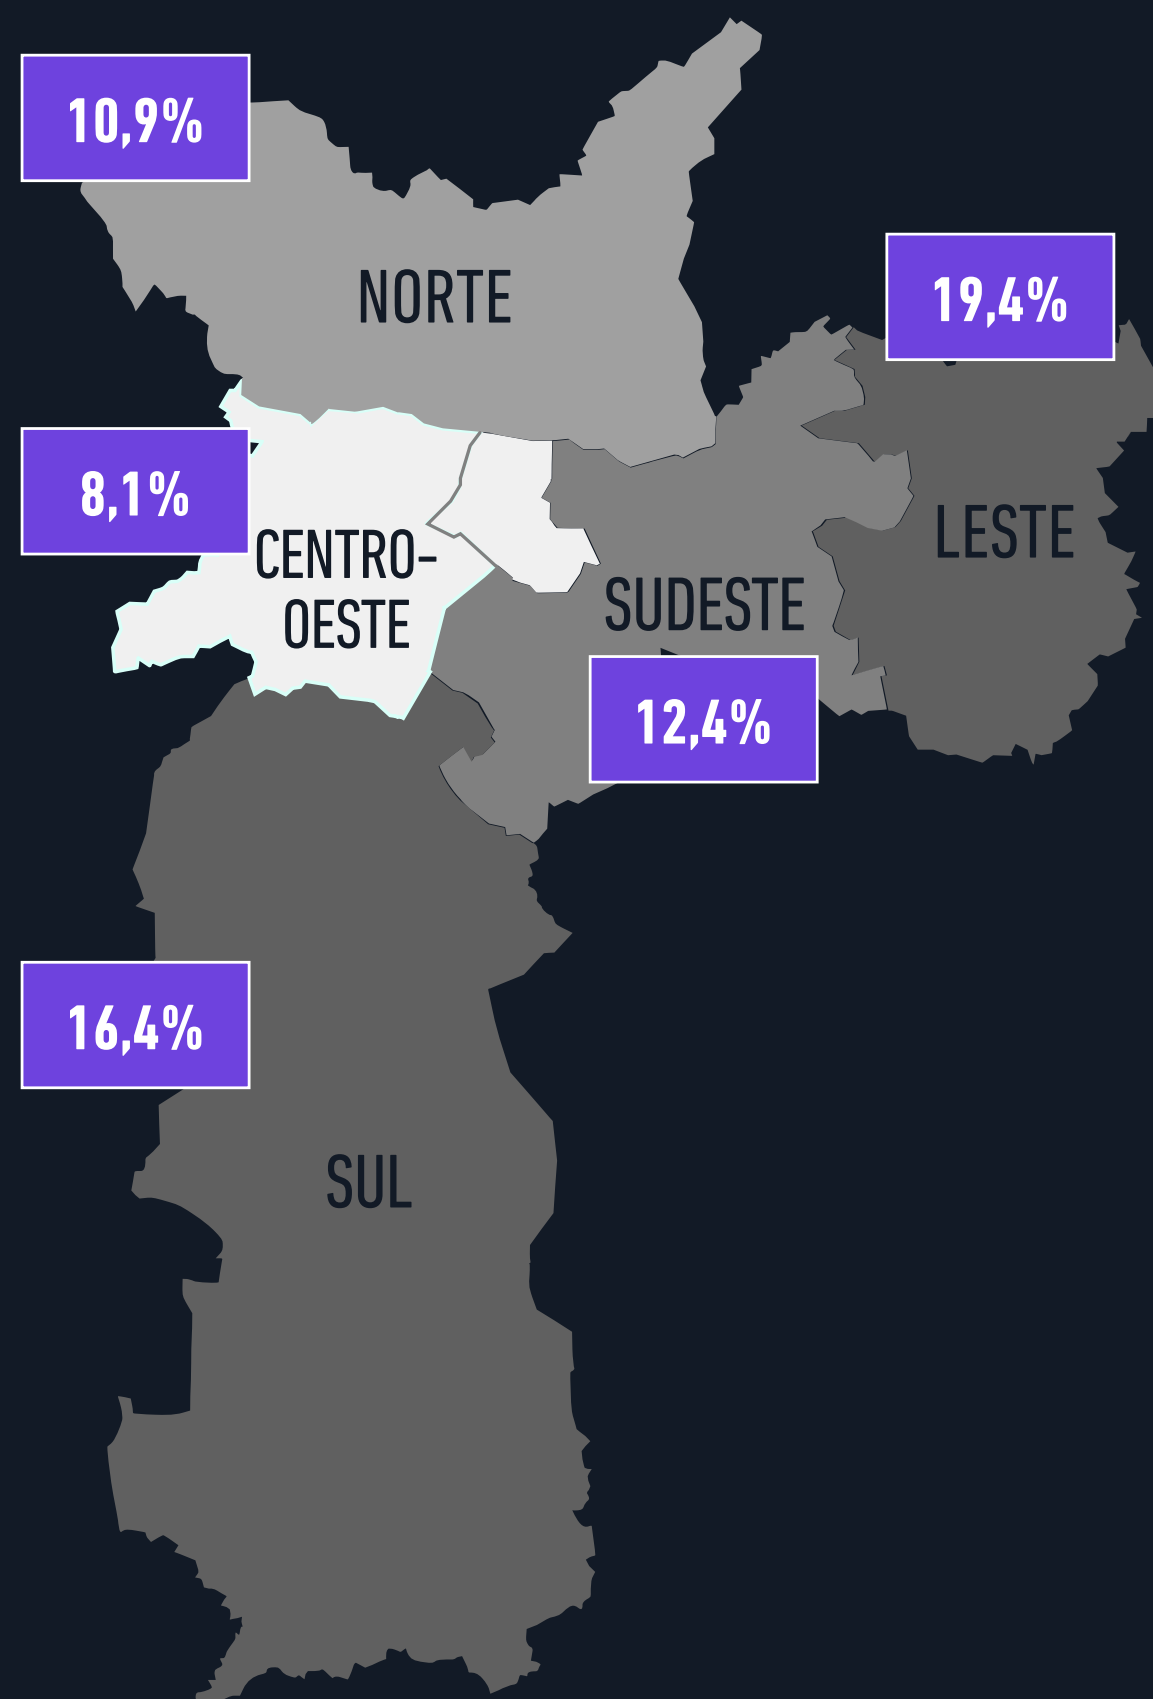 10,9%
NORTE
19,4%
8,1%
CENTRO-
OESTE
LESTE
SUDESTE
12,4%
16,4%
SUL